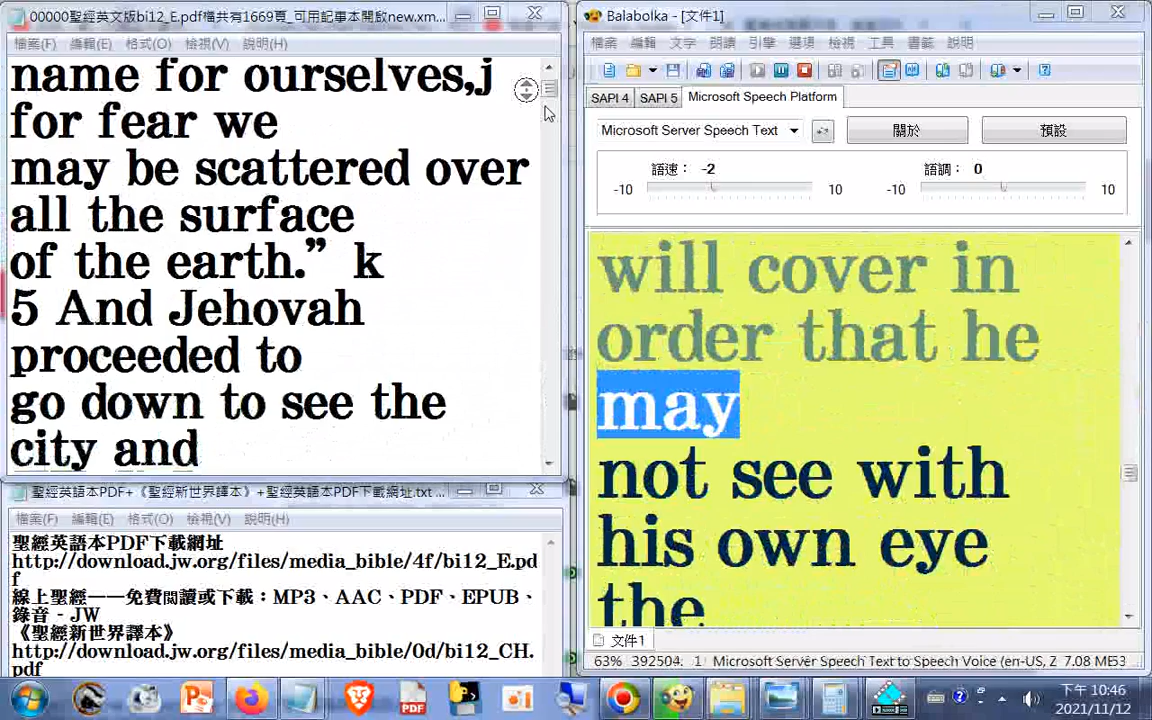 00000聖經英文版bi12_E.pdf檔共有1669頁_可用記事本開啟new.xm...
檔案(F) 編輯(E) 格式(O) 檢視(V) 說明(H)
name for ourselves,j
for fear we
may be scattered over
all the surface
of the earth.” k
5 And Jehovah
proceeded to
go down to see the
city and
聖經英語本PDF+《聖經新世界譯本》+聖經英語本PDF下載網址.txt ...
檔案(F) 編輯(E) 格式(O) 檢視(V) 說明(H)
聖經英語本PDF下載網址
http://download.jw.org/files/media_bible/4f/bi12_E.pd
f
線上聖經——免費閱讀或下載：MP3、AAC、PDF、EPUB、
錄音 - JW
《聖經新世界譯本》
http://download.jw.org/files/media_bible/0d/bi12_CH.
pdf
Balabolka - [文件1]
檔案 編輯 文字 朗讀 引擎 選項 檢視 工具 書籤 說明
SAPI 4 SAPI 5 Microsoft Speech Platform
Microsoft Server Speech Text 關於 預設
語速： -2 語調： 0
-10 10 -10 10
will cover in
order that he
may
not see with
his own eye
the
文件1
63% 392504: 1 Microsoft Server Speech Text to Speech Voice (en-US, Z 7.08 ME53
PDF
下午 10:46
2021/11/12